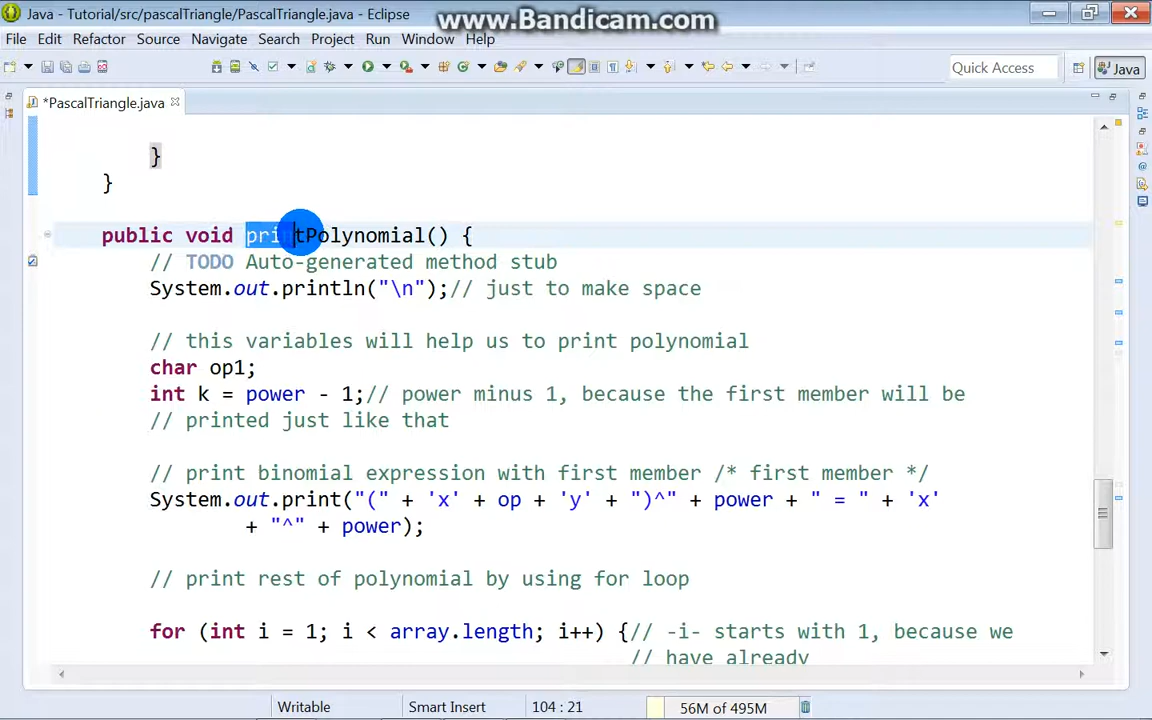 Java - Tutorial/src/pascalTriangle/PascalTriangle.java - Eclipse
www.Bandicam.com
File Edit Refactor Source Navigate Search Project Run Window Help
Quick Access
Java
*PascalTriangle.java
}
}
public void printPolynomial() {
// TODO Auto-generated method stub
System.out.println("\n");// just to make space
// this variables will help us to print polynomial
char op1;
int k = power - 1;// power minus 1, because the first member will be
// printed just like that
// print binomial expression with first member /* first member */
System.out.print("(" + 'x' + op + 'y' + ")^" + power + " = " + 'x'
+ "^" + power);
// print rest of polynomial by using for loop
for (int i = 1; i < array.length; i++) {// -i- starts with 1, because we
// have already
Writable Smart Insert 104 : 21 56M of 495M